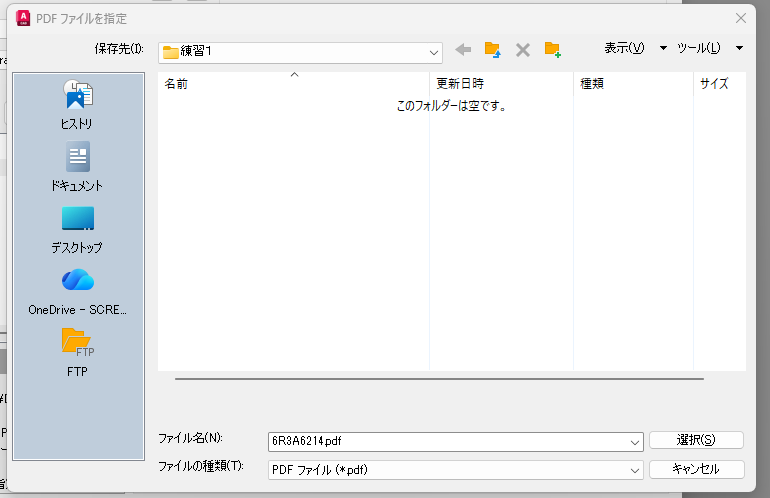 PDF ファイルを指定
保存先(I):
練習1
表示(V)
ツール(L)
名前
更新日時
種類
サイズ
このフォルダーは空です。
ヒストリ
ドキュメント
デスクトップ
OneDrive - SCRE...
FTP
FTP
ファイル名(N):
6R3A6214.pdf
選択(S)
ファイルの種類(T):
PDF ファイル (*.pdf)
キャンセル